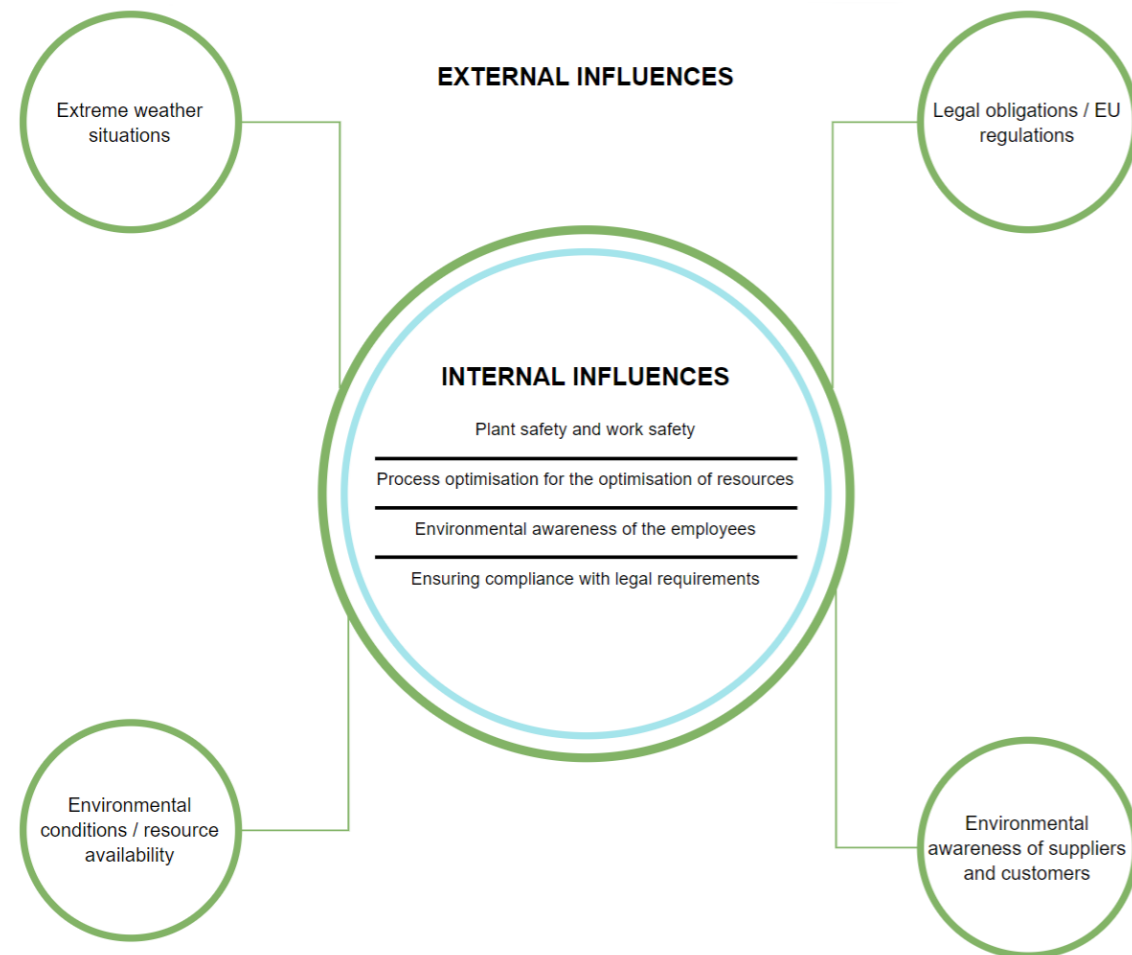 EXTERNAL INFLUENCES
Extreme weather
situations
Legal obligations / EU
regulations
INTERNAL INFLUENCES
Plant safety and work safety
Process optimisation for the optimisation of resources
Environmental awareness of the employees
Ensuring compliance with legal requirements
Environmental
conditions / resource
availability
Environmental
awareness of suppliers
and customers